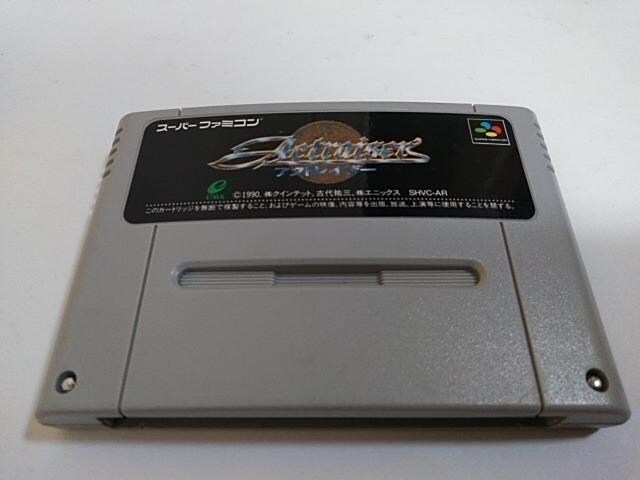 スーパーファミコン
SUPER FAMICOM
Actraiser
アクトレイザー
ENIX
©1990, ㈱クインテット、古代祐三、㈱エニックス SHVC-AR
このカートリッジを無断で複製すること、およびゲームの映像、内容等を出版、放送、上演等に使用することを禁ずる。